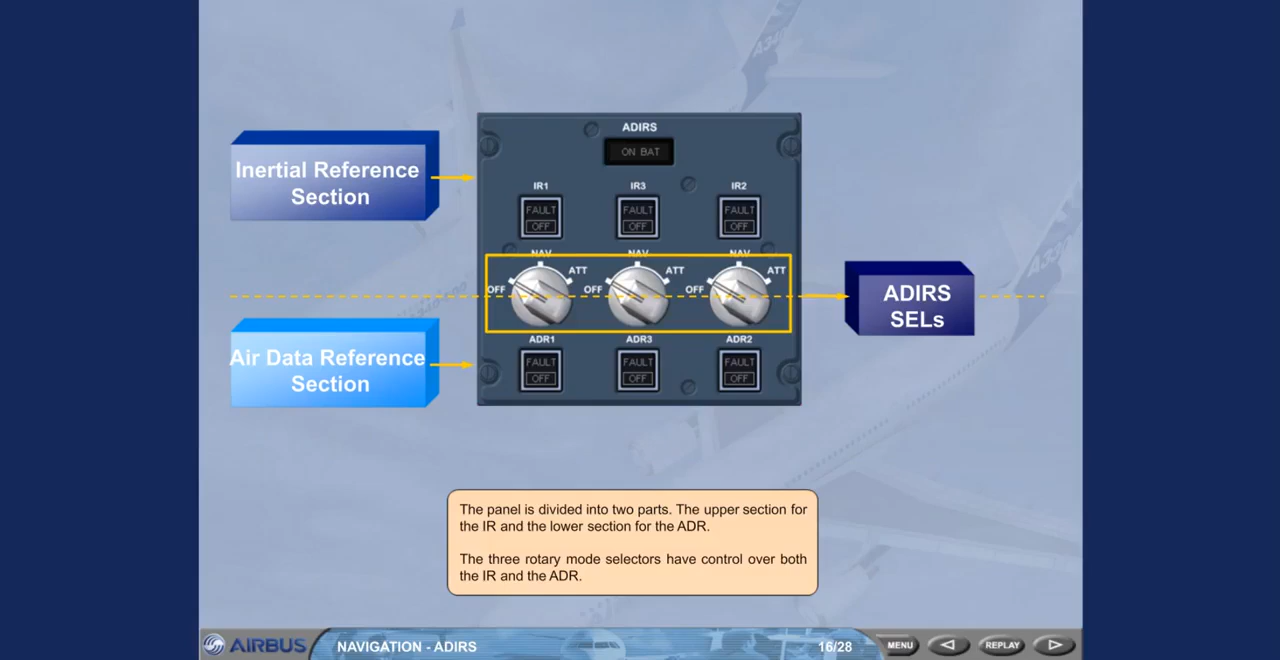 A340
A330
Inertial Reference
Section
ADIRS
ON BAT
IR1 IR3 IR2
FAULT FAULT FAULT
OFF OFF OFF
NAV NAV NAV
ATT ATT ATT
OFF OFF OFF
ADIRS
SELs
Air Data Reference
Section
ADR1 ADR3 ADR2
FAULT FAULT FAULT
OFF OFF OFF
The panel is divided into two parts. The upper section for
the IR and the lower section for the ADR.
The three rotary mode selectors have control over both
the IR and the ADR.
AIRBUS
NAVIGATION - ADIRS
16/28
MENU
REPLAY